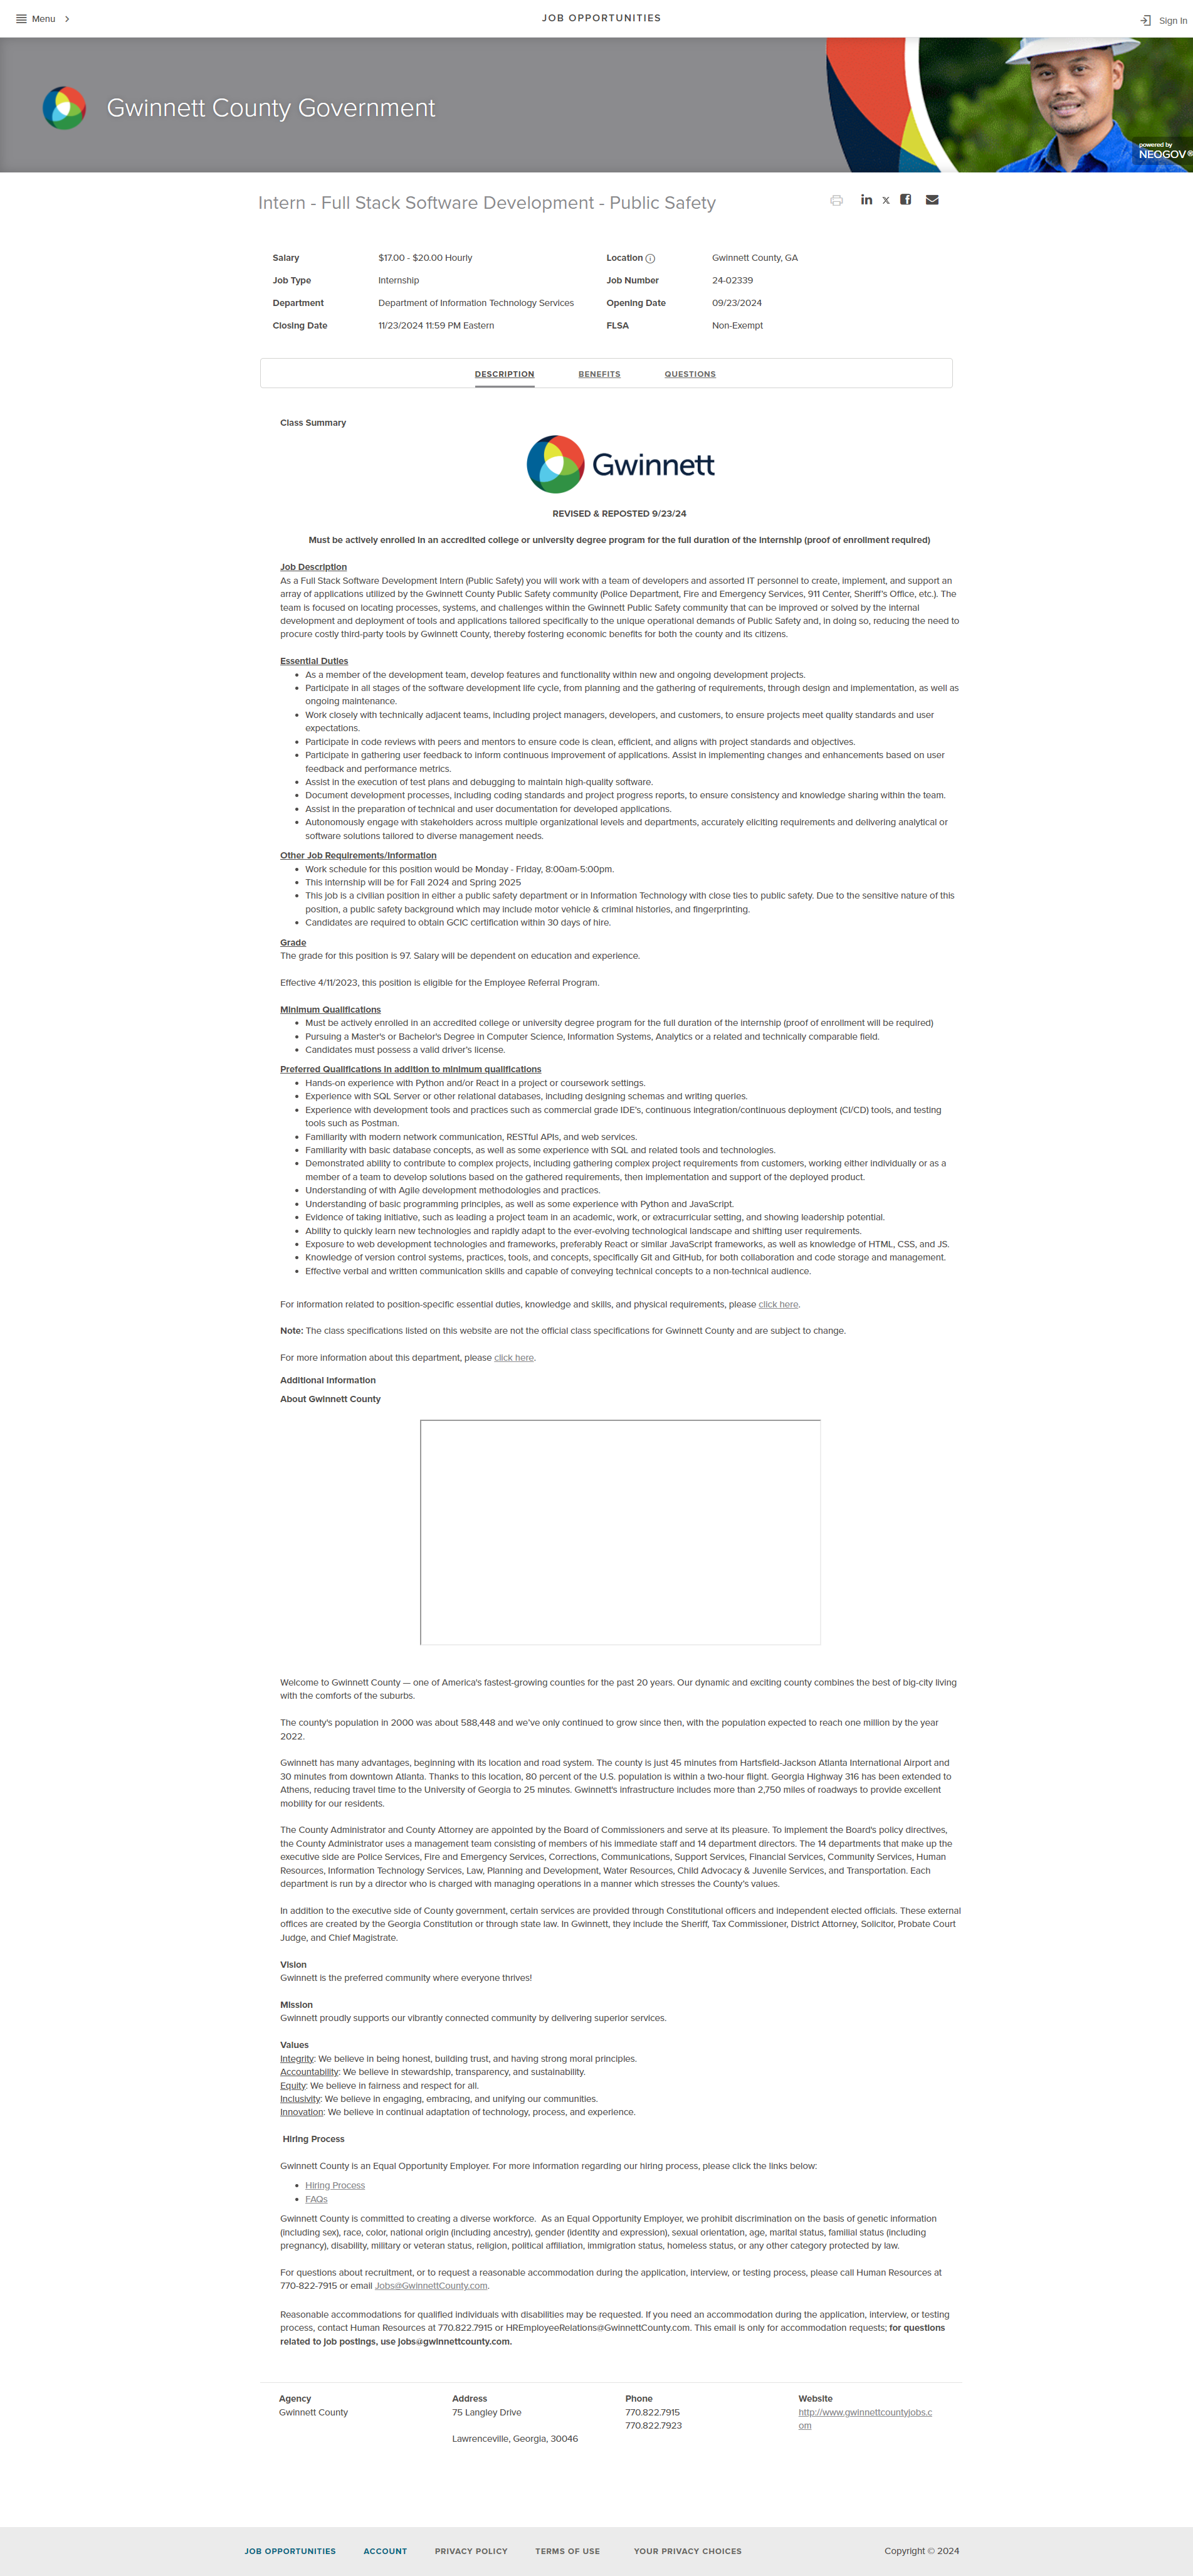 Menu
JOB OPPORTUNITIES
Sign In
Gwinnett County Government
powered by
NEOGOV®
Intern - Full Stack Software Development - Public Safety
Salary
$17.00 - $20.00 Hourly
Location
Gwinnett County, GA
Job Type
Internship
Job Number
24-02339
Department
Department of Information Technology Services
Opening Date
09/23/2024
Closing Date
11/23/2024 11:59 PM Eastern
FLSA
Non-Exempt
DESCRIPTION
BENEFITS
QUESTIONS
Class Summary
Gwinnett
REVISED & REPOSTED 9/23/24
Must be actively enrolled in an accredited college or university degree program for the full duration of the internship (proof of enrollment required)
Job Description
As a Full Stack Software Development Intern (Public Safety) you will work with a team of developers and assorted IT personnel to create, implement, and support an
array of applications utilized by the Gwinnett County Public Safety community (Police Department, Fire and Emergency Services, 911 Center, Sheriff's Office, etc.). The
team is focused on locating processes, systems, and challenges within the Gwinnett Public Safety community that can be improved or solved by the internal
development and deployment of tools and applications tailored specifically to the unique operational demands of Public Safety and, in doing so, reducing the need to
procure costly third-party tools by Gwinnett County, thereby fostering economic benefits for both the county and its citizens.
Essential Duties
• As a member of the development team, develop features and functionality within new and ongoing development projects.
• Participate in all stages of the software development life cycle, from planning and the gathering of requirements, through design and implementation, as well as
ongoing maintenance.
• Work closely with technically adjacent teams, including project managers, developers, and customers, to ensure projects meet quality standards and user
expectations.
• Participate in code reviews with peers and mentors to ensure code is clean, efficient, and aligns with project standards and objectives.
• Participate in gathering user feedback to inform continuous improvement of applications. Assist in implementing changes and enhancements based on user
feedback and performance metrics.
• Assist in the execution of test plans and debugging to maintain high-quality software.
• Document development processes, including coding standards and project progress reports, to ensure consistency and knowledge sharing within the team.
• Assist in the preparation of technical and user documentation for developed applications.
• Autonomously engage with stakeholders across multiple organizational levels and departments, accurately eliciting requirements and delivering analytical or
software solutions tailored to diverse management needs.
Other Job Requirements/Information
• Work schedule for this position would be Monday - Friday, 8:00am-5:00pm.
• This internship will be for Fall 2024 and Spring 2025
• This job is a civilian position in either a public safety department or in Information Technology with close ties to public safety. Due to the sensitive nature of this
position, a public safety background which may include motor vehicle & criminal histories, and fingerprinting.
• Candidates are required to obtain GCIC certification within 30 days of hire.
Grade
The grade for this position is 97. Salary will be dependent on education and experience.
Effective 4/11/2023, this position is eligible for the Employee Referral Program.
Minimum Qualifications
• Must be actively enrolled in an accredited college or university degree program for the full duration of the internship (proof of enrollment will be required)
• Pursuing a Master's or Bachelor's Degree in Computer Science, Information Systems, Analytics or a related and technically comparable field.
• Candidates must possess a valid driver's license.
Preferred Qualifications in addition to minimum qualifications
• Hands-on experience with Python and/or React in a project or coursework settings.
• Experience with SQL Server or other relational databases, including designing schemas and writing queries.
• Experience with development tools and practices such as commercial grade IDE's, continuous integration/continuous deployment (CI/CD) tools, and testing
tools such as Postman.
• Familiarity with modern network communication, RESTful APIs, and web services.
• Familiarity with basic database concepts, as well as some experience with SQL and related tools and technologies.
• Demonstrated ability to contribute to complex projects, including gathering complex project requirements from customers, working either individually or as a
member of a team to develop solutions based on the gathered requirements, then implementation and support of the deployed product.
• Understanding of with Agile development methodologies and practices.
• Understanding of basic programming principles, as well as some experience with Python and JavaScript.
• Evidence of taking initiative, such as leading a project team in an academic, work, or extracurricular setting, and showing leadership potential.
• Ability to quickly learn new technologies and rapidly adapt to the ever-evolving technological landscape and shifting user requirements.
• Exposure to web development technologies and frameworks, preferably React or similar JavaScript frameworks, as well as knowledge of HTML, CSS, and JS.
• Knowledge of version control systems, practices, tools, and concepts, specifically Git and GitHub, for both collaboration and code storage and management.
• Effective verbal and written communication skills and capable of conveying technical concepts to a non-technical audience.
For information related to position-specific essential duties, knowledge and skills, and physical requirements, please click here.
Note: The class specifications listed on this website are not the official class specifications for Gwinnett County and are subject to change.
For more information about this department, please click here.
Additional Information
About Gwinnett County
Welcome to Gwinnett County — one of America's fastest-growing counties for the past 20 years. Our dynamic and exciting county combines the best of big-city living
with the comforts of the suburbs.
The county's population in 2000 was about 588,448 and we've only continued to grow since then, with the population expected to reach one million by the year
2022.
Gwinnett has many advantages, beginning with its location and road system. The county is just 45 minutes from Hartsfield-Jackson Atlanta International Airport and
30 minutes from downtown Atlanta. Thanks to this location, 80 percent of the U.S. population is within a two-hour flight. Georgia Highway 316 has been extended to
Athens, reducing travel time to the University of Georgia to 25 minutes. Gwinnett's infrastructure includes more than 2,750 miles of roadways to provide excellent
mobility for our residents.
The County Administrator and County Attorney are appointed by the Board of Commissioners and serve at its pleasure. To implement the Board's policy directives,
the County Administrator uses a management team consisting of members of his immediate staff and 14 department directors. The 14 departments that make up the
executive side are Police Services, Fire and Emergency Services, Corrections, Communications, Support Services, Financial Services, Community Services, Human
Resources, Information Technology Services, Law, Planning and Development, Water Resources, Child Advocacy & Juvenile Services, and Transportation. Each
department is run by a director who is charged with managing operations in a manner which stresses the County's values.
In addition to the executive side of County government, certain services are provided through Constitutional officers and independent elected officials. These external
offices are created by the Georgia Constitution or through state law. In Gwinnett, they include the Sheriff, Tax Commissioner, District Attorney, Solicitor, Probate Court
Judge, and Chief Magistrate.
Vision
Gwinnett is the preferred community where everyone thrives!
Mission
Gwinnett proudly supports our vibrantly connected community by delivering superior services.
Values
Integrity: We believe in being honest, building trust, and having strong moral principles.
Accountability: We believe in stewardship, transparency, and sustainability.
Equity: We believe in fairness and respect for all.
Inclusivity: We believe in engaging, embracing, and unifying our communities.
Innovation: We believe in continual adaptation of technology, process, and experience.
Hiring Process
Gwinnett County is an Equal Opportunity Employer. For more information regarding our hiring process, please click the links below:
• Hiring Process
• FAQs
Gwinnett County is committed to creating a diverse workforce. As an Equal Opportunity Employer, we prohibit discrimination on the basis of genetic information
(including sex), race, color, national origin (including ancestry), gender (identity and expression), sexual orientation, age, marital status, familial status (including
pregnancy), disability, military or veteran status, religion, political affiliation, immigration status, homeless status, or any other category protected by law.
For questions about recruitment, or to request a reasonable accommodation during the application, interview, or testing process, please call Human Resources at
770-822-7915 or email Jobs@GwinnettCounty.com.
Reasonable accommodations for qualified individuals with disabilities may be requested. If you need an accommodation during the application, interview, or testing
process, contact Human Resources at 770.822.7915 or HREmployeeRelations@GwinnettCounty.com. This email is only for accommodation requests; for questions
related to job postings, use jobs@gwinnettcounty.com.
Agency
Gwinnett County
Address
75 Langley Drive
Lawrenceville, Georgia, 30046
Phone
770.822.7915
770.822.7923
Website
http://www.gwinnettcountyjobs.c
om
JOB OPPORTUNITIES
ACCOUNT
PRIVACY POLICY
TERMS OF USE
YOUR PRIVACY CHOICES
Copyright © 2024